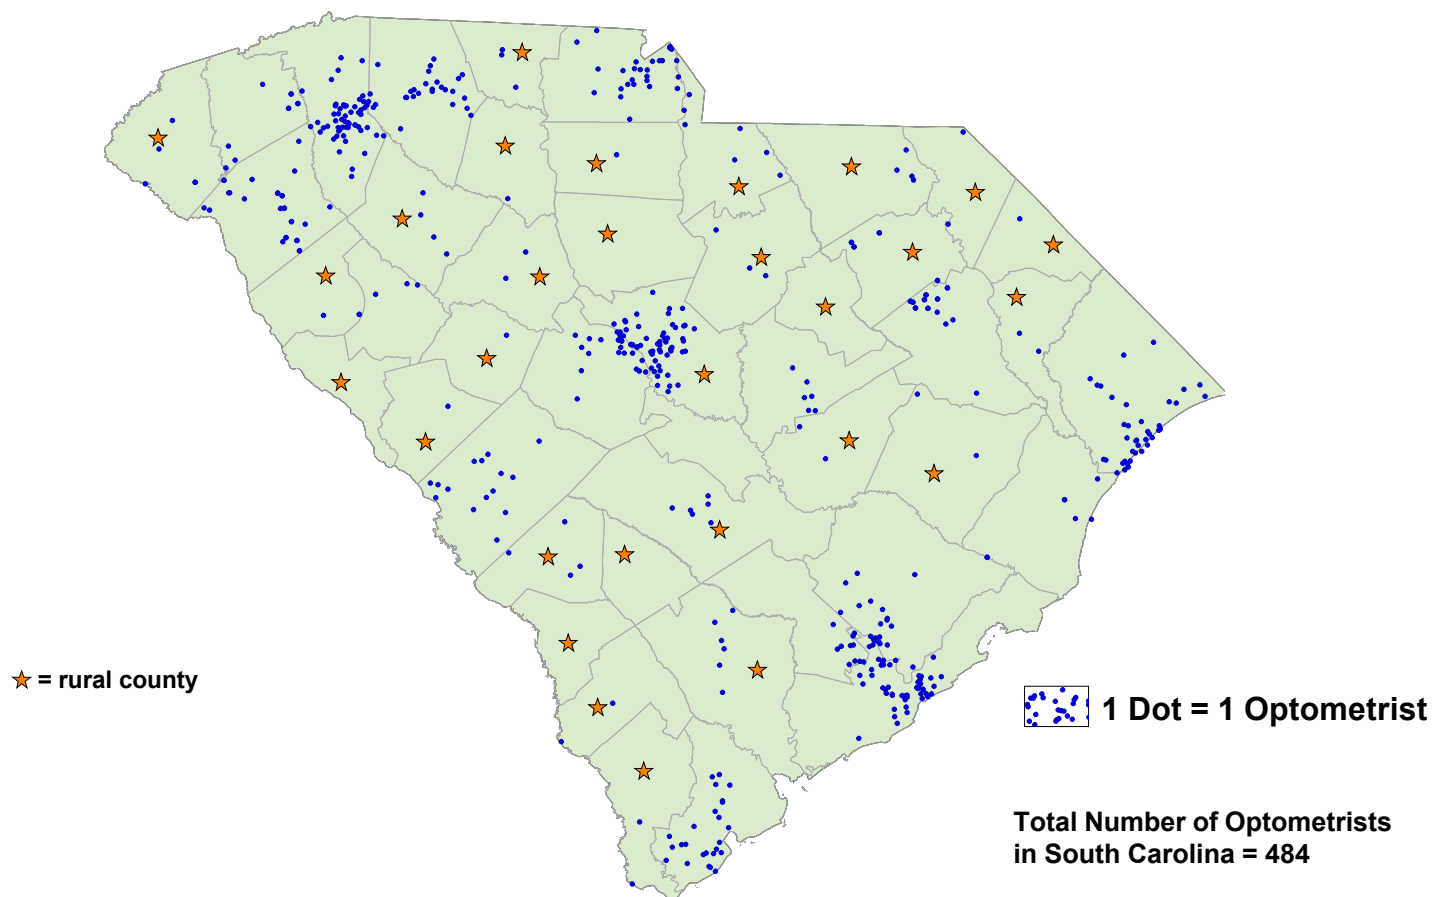 = rural county
1 Dot = 1 Optometrist
Total Number of Optometrists
in South Carolina = 484